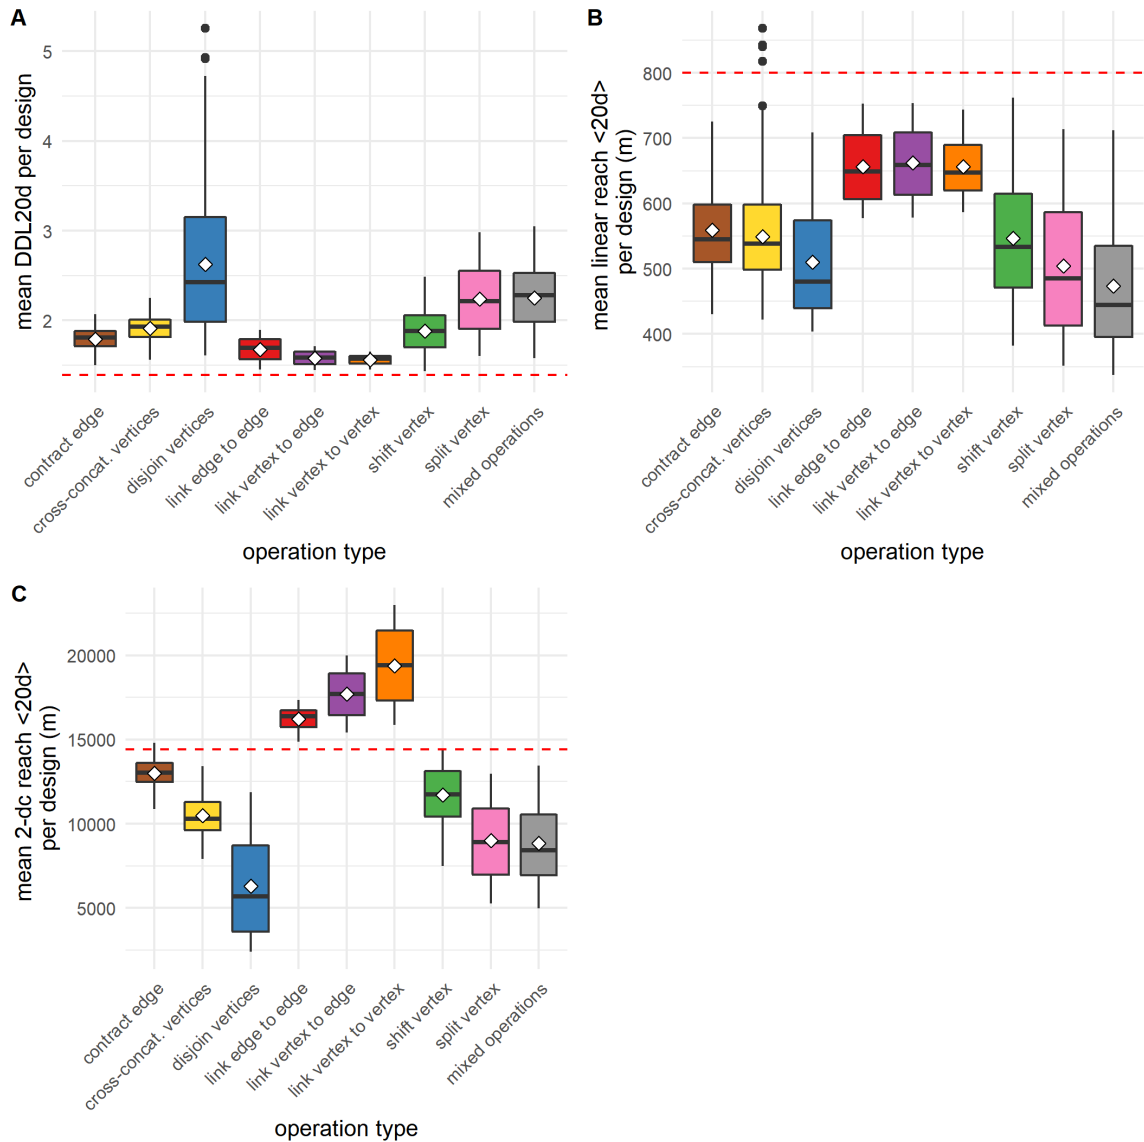 A
mean DDL20d per design
5
4
3
2
contract edge
cross-concat. vertices
disjoin vertices
link edge to edge
link vertex to edge
link vertex to vertex
shift vertex
split vertex
mixed operations
operation type
B
mean linear reach <20d>
per design (m)
800
700
600
500
400
contract edge
cross-concat. vertices
disjoin vertices
link edge to edge
link vertex to edge
link vertex to vertex
shift vertex
split vertex
mixed operations
operation type
C
mean 2-dc reach <20d>
per design (m)
20000
15000
10000
5000
contract edge
cross-concat. vertices
disjoin vertices
link edge to edge
link vertex to edge
link vertex to vertex
shift vertex
split vertex
mixed operations
operation type